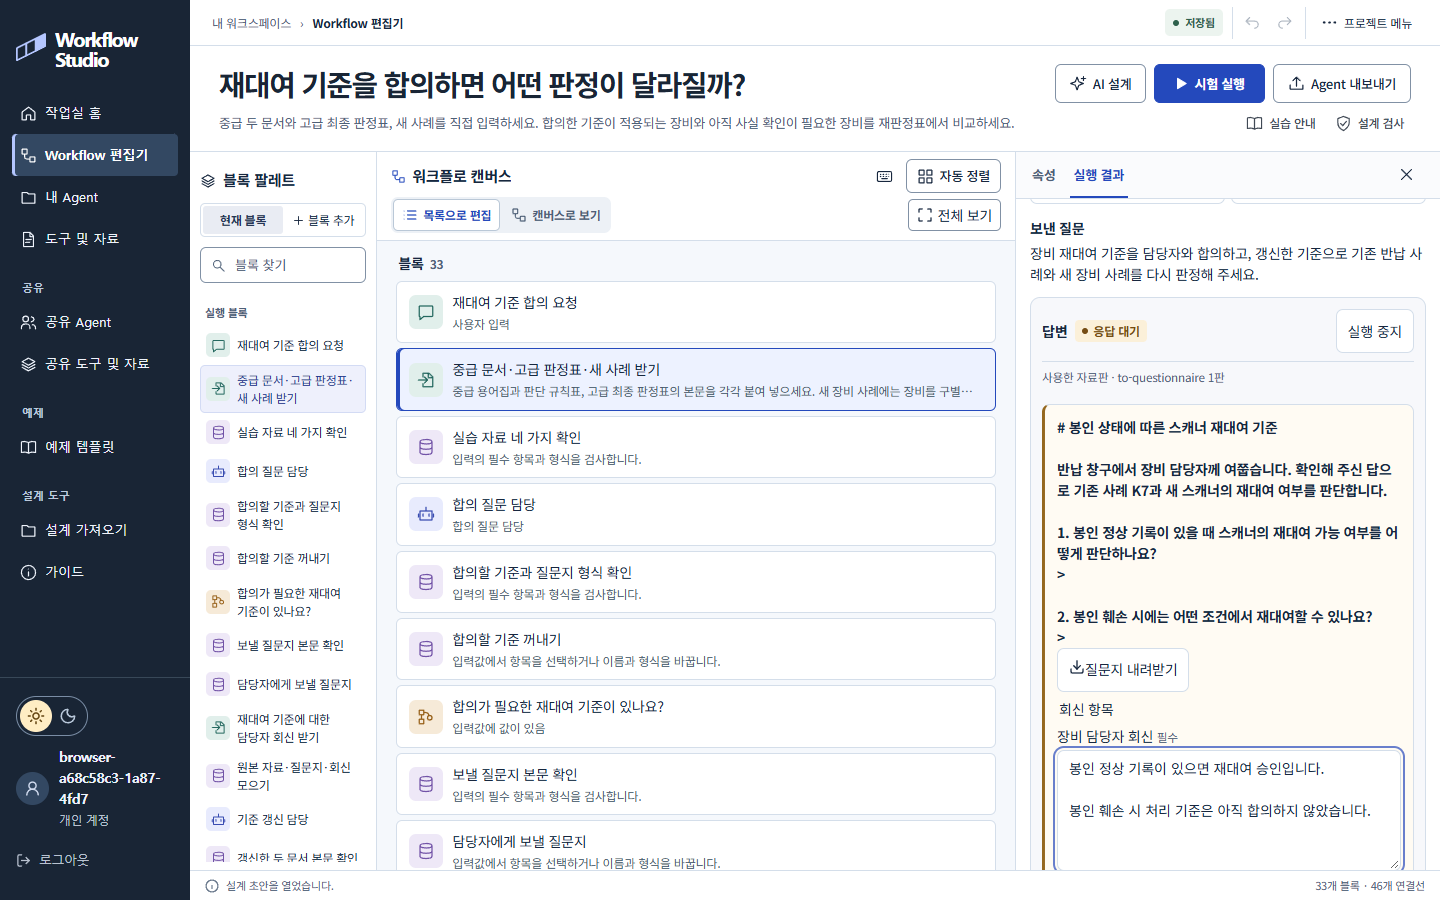 Workflow
Studio
작업실 홈
Workflow 편집기
내 Agent
도구 및 자료
공유
공유 Agent
공유 도구 및 자료
예제
예제 템플릿
설계 도구
설계 가져오기
가이드
browser-
a68c58c3-1a87-
4fd7
개인 계정
로그아웃
내 워크스페이스 › Workflow 편집기
저장됨
프로젝트 메뉴
재대여 기준을 합의하면 어떤 판정이 달라질까?
중급 두 문서와 고급 최종 판정표, 새 사례를 직접 입력하세요. 합의한 기준이 적용되는 장비와 아직 사실 확인이 필요한 장비를 재판정표에서 비교하세요.
AI 설계
시험 실행
Agent 내보내기
실습 안내
설계 검사
블록 팔레트
현재 블록
블록 추가
블록 찾기
실행 블록
재대여 기준 합의 요청
중급 문서·고급 판정표·
새 사례 받기
실습 자료 네 가지 확인
합의 질문 담당
합의할 기준과 질문지
형식 확인
합의할 기준 꺼내기
합의가 필요한 재대여
기준이 있나요?
보낼 질문지 본문 확인
담당자에게 보낼 질문지
재대여 기준에 대한
담당자 회신 받기
원본 자료·질문지·회신
모으기
기준 갱신 담당
갱신한 두 문서 본문 확인
워크플로 캔버스
자동 정렬
목록으로 편집
캔버스로 보기
전체 보기
블록 33
재대여 기준 합의 요청
사용자 입력
중급 문서·고급 판정표·새 사례 받기
중급 용어집과 판단 규칙표, 고급 최종 판정표의 본문을 각각 붙여 넣으세요. 새 장비 사례에는 장비를 구별…
실습 자료 네 가지 확인
입력의 필수 항목과 형식을 검사합니다.
합의 질문 담당
합의 질문 담당
합의할 기준과 질문지 형식 확인
입력의 필수 항목과 형식을 검사합니다.
합의할 기준 꺼내기
입력값에서 항목을 선택하거나 이름과 형식을 바꿉니다.
합의가 필요한 재대여 기준이 있나요?
입력값에 값이 있음
보낼 질문지 본문 확인
입력의 필수 항목과 형식을 검사합니다.
담당자에게 보낼 질문지
입력값에서 항목을 선택하거나 이름과 형식을 바꿉니다.
속성
실행 결과
보낸 질문
장비 재대여 기준을 담당자와 합의하고, 갱신한 기준으로 기존 반납 사
례와 새 장비 사례를 다시 판정해 주세요.
답변
응답 대기
실행 중지
사용한 자료판 · to-questionnaire 1판
# 봉인 상태에 따른 스캐너 재대여 기준
반납 창구에서 장비 담당자께 여쭙습니다. 확인해 주신 답으
로 기존 사례 K7과 새 스캐너의 재대여 여부를 판단합니다.
1. 봉인 정상 기록이 있을 때 스캐너의 재대여 가능 여부를 어
떻게 판단하나요?
>
2. 봉인 훼손 시에는 어떤 조건에서 재대여할 수 있나요?
>
질문지 내려받기
회신 항목
장비 담당자 회신 필수
봉인 정상 기록이 있으면 재대여 승인입니다.
봉인 훼손 시 처리 기준은 아직 합의하지 않았습니다.
설계 초안을 열었습니다.
33개 블록 · 46개 연결선